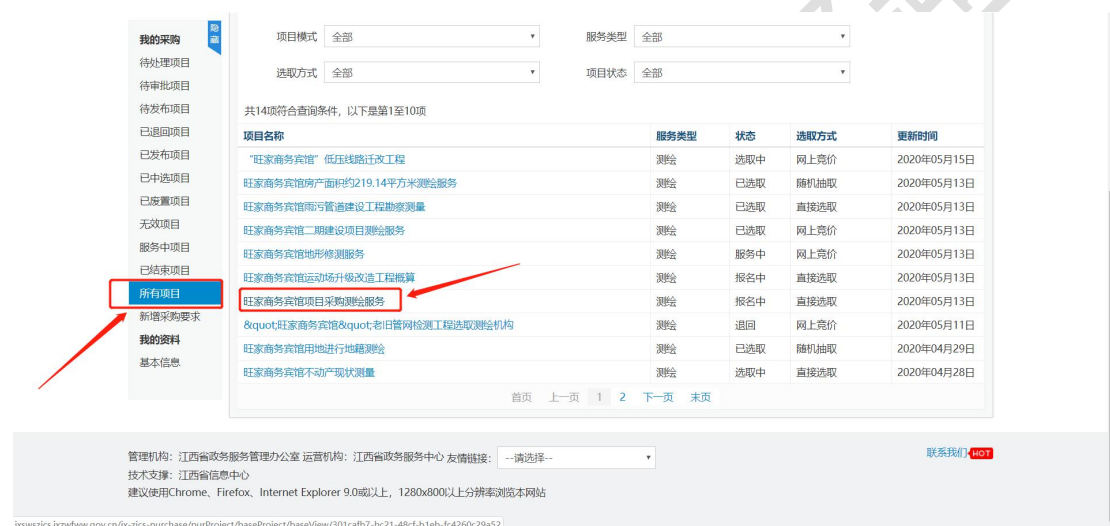 隐藏
我的采购
待处理项目
待审批项目
待发布项目
已退回项目
已发布项目
已中选项目
已废置项目
无效项目
服务中项目
已结束项目
所有项目
新增采购要求
我的资料
基本信息
项目模式 全部 服务类型 全部
选取方式 全部 项目状态 全部
共14项符合查询条件，以下是第1至10项
项目名称 服务类型 状态 选取方式 更新时间
“旺家商务宾馆”低压线路迁改工程 测绘 选取中 网上竞价 2020年05月15日
旺家商务宾馆房产面积约219.14平方米测绘服务 测绘 已选取 随机抽取 2020年05月13日
旺家商务宾馆雨污管道建设工程勘察测量 测绘 已选取 直接选取 2020年05月13日
旺家商务宾馆二期建设项目测绘服务 测绘 已选取 网上竞价 2020年05月13日
旺家商务宾馆地形修测服务 测绘 服务中 网上竞价 2020年05月13日
旺家商务宾馆运动场升级改造工程概算 测绘 报名中 直接选取 2020年05月13日
旺家商务宾馆项目采购测绘服务 测绘 报名中 直接选取 2020年05月13日
&quot;旺家商务宾馆&quot;老旧管网检测工程选取测绘机构 测绘 退回 网上竞价 2020年05月11日
旺家商务宾馆用地进行地籍测绘 测绘 已选取 随机抽取 2020年04月29日
旺家商务宾馆不动产现状测量 测绘 选取中 直接选取 2020年04月28日
首页 上一页 1 2 下一页 末页
管理机构：江西省政务服务管理办公室 运营机构：江西省政务服务中心 友情链接： --请选择-- 联系我们 HOT
技术支撑：江西省信息中心
建议使用Chrome、Firefox、Internet Explorer 9.0或以上，1280x800以上分辨率浏览本网站